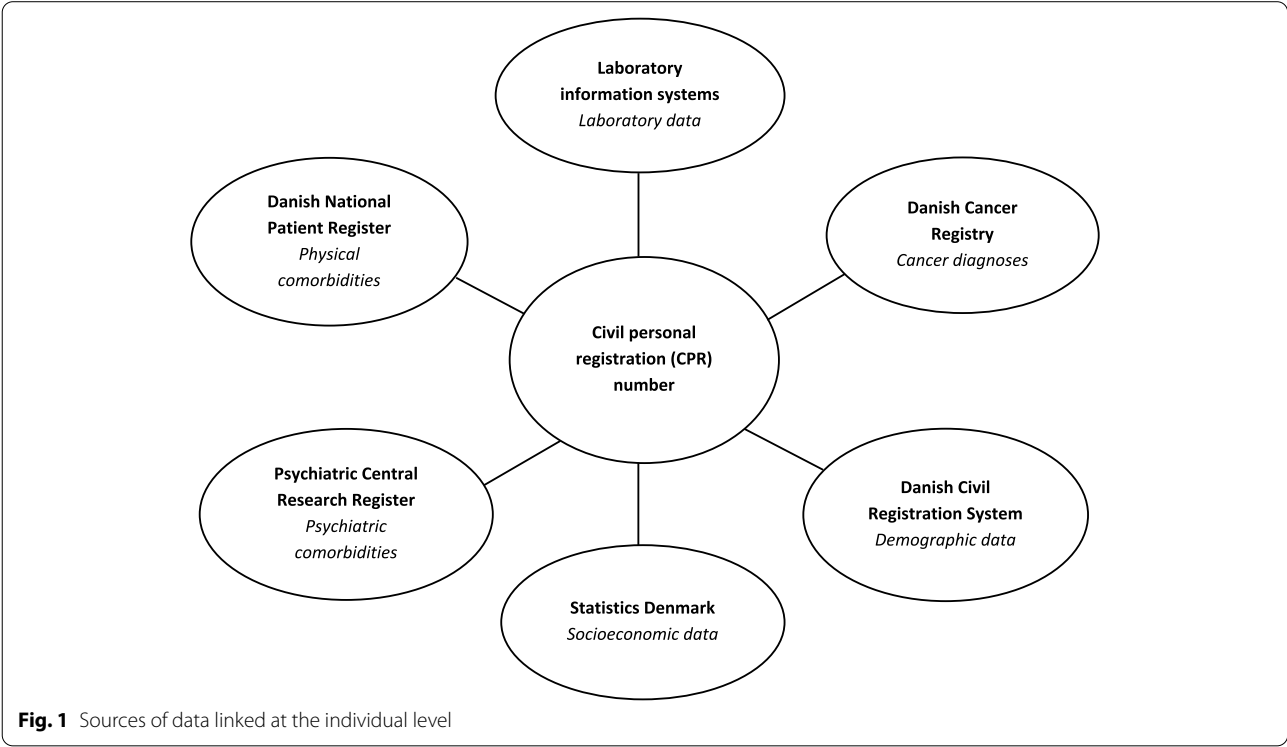 Laboratory
information systems
Laboratory data
Danish National
Patient Register
Physical
comorbidities
Danish Cancer
Registry
Cancer diagnoses
Civil personal
registration (CPR)
number
Psychiatric Central
Research Register
Psychiatric
comorbidities
Danish Civil
Registration System
Demographic data
Statistics Denmark
Socioeconomic data
Fig. 1 Sources of data linked at the individual level